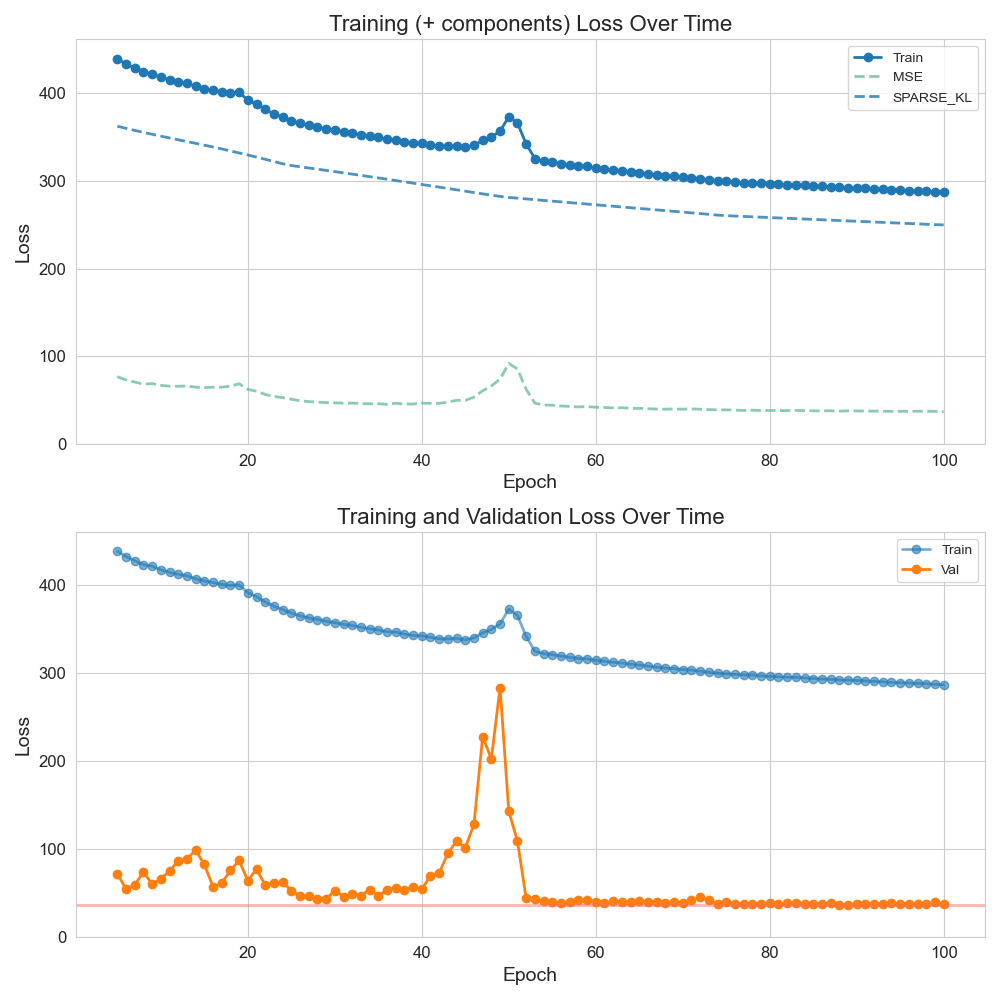 Training (+ components) Loss Over Time
Train
MSE
SPARSE_KL
400
300
200
100
0
Loss
20 40 60 80 100
Epoch
Training and Validation Loss Over Time
Train
Val
400
300
200
100
0
Loss
20 40 60 80 100
Epoch